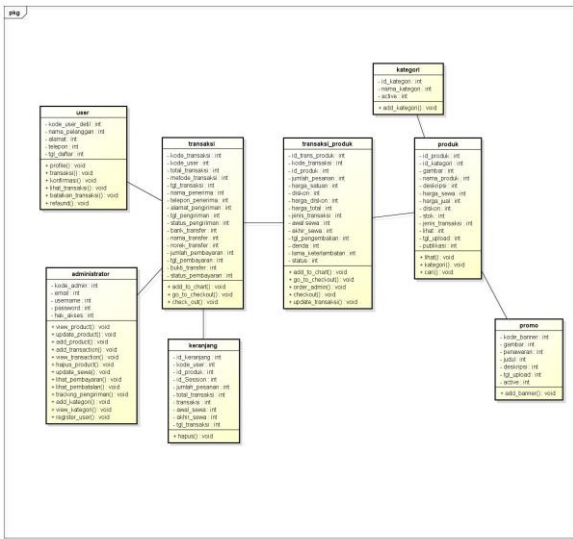 pkg
kategori
- id_kategori : int
- nama_kategori : int
- active : int
+ add_kategori() : void
user
- kode_user_detil : int
- nama_pelanggan : int
- alamat : int
- telepon : int
- tgl_daftar : int
+ profile() : void
+ transaksi() : void
+ konfirmasi() : void
+ lihat_transaksi() : void
+ batalkan_transaksi() : void
+ refaund() : void
transaksi
- kode_transaksi : int
- kode_user : int
- total_transaksi : int
- metode_transaksi : int
- tgl_transaksi : int
- nama_penerima : int
- telepon_penerima : int
- alamat_pengiriman : int
- tgl_pengiriman : int
- status_pengiriman : int
- bank_transfer : int
- nama_transfer : int
- norek_transfer : int
- jumlah_pembayaran : int
- tgl_pembayaran : int
- bukti_transfer : int
- status_pembayaran : int
+ add_to_chart() : void
+ go_to_checkout() : void
+ check_out() : void
transaksi_produk
- id_trans_produk : int
- kode_transaksi : int
- id_produk : int
- jumlah_pesanan : int
- harga_satuan : int
- diskon : int
- harga_diskon : int
- harga_total : int
- jenis_transaksi : int
- awal sewa : int
- akhir_sewa : int
- tgl_pengembalian : int
- denda : int
- lama_keterlambatan : int
- status : int
+ add_to_chart() : void
+ go_to_checkout() : void
+ order_admin() : void
+ checkout() : void
+ update_transaksi() : void
produk
- id_produk : int
- id_kategori : int
- gambar : int
- nama_produk : int
- deskripsi : int
- harga_sewa : int
- harga_jual : int
- diskon : int
- stok : int
- jenis_transaksi : int
- lihat : int
- tgl_upload : int
- publikasi : int
+ lihat() : void
+ kategori() : void
+ cari() : void
administrator
- kode_admin : int
- email : int
- username : int
- password : int
- hak_akses : int
+ view_product() : void
+ update_product() : void
+ add_product() : void
+ add_transaction() : void
+ view_transaction() : void
+ hapus_product() : void
+ update_sewa() : void
+ lihat_pembayaran() : void
+ lihat_pembatalan() : void
+ tracking_pengiriman() : void
+ add_kategori() : void
+ view_kategori() : void
+ register_user() : void
keranjang
- id_keranjang : int
- kode_user : int
- id_produk : int
- id_Session : int
- jumlah_pesanan : int
- total_transaksi : int
- transaksi : int
- awal_sewa : int
- akhir_sewa : int
- tgl_transaksi : int
+ hapus() : void
promo
- kode_banner : int
- gambar : int
- penawaran : int
- judul : int
- deskripsi : int
- tgl_upload : int
- active : int
+ add_banner() : void